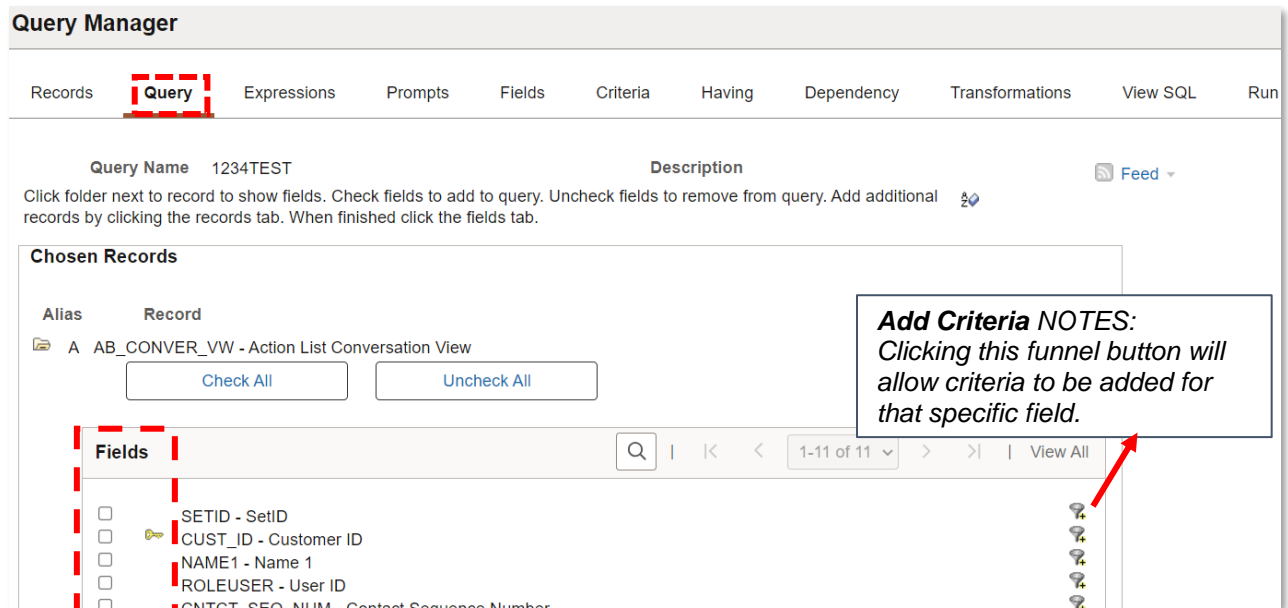 Query Manager
Records Query Expressions Prompts Fields Criteria Having Dependency Transformations View SQL Run
Query Name 1234TEST Description
Feed
Click folder next to record to show fields. Check fields to add to query. Uncheck fields to remove from query. Add additional
records by clicking the records tab. When finished click the fields tab.
Chosen Records
Alias Record
A AB_CONVER_VW - Action List Conversation View
Check All Uncheck All
Add Criteria NOTES:
Clicking this funnel button will
allow criteria to be added for
that specific field.
Fields | 1-11 of 11 | View All
SETID - SetID
CUST_ID - Customer ID
NAME1 - Name 1
ROLEUSER - User ID
CNTCT_SEQ_NUM - Contact Sequence Number